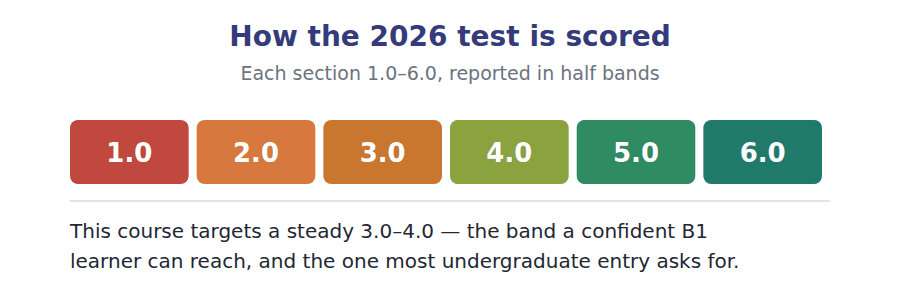 How the 2026 test is scored
Each section 1.0–6.0, reported in half bands
1.0 2.0 3.0 4.0 5.0 6.0
This course targets a steady 3.0–4.0 — the band a confident B1
learner can reach, and the one most undergraduate entry asks for.